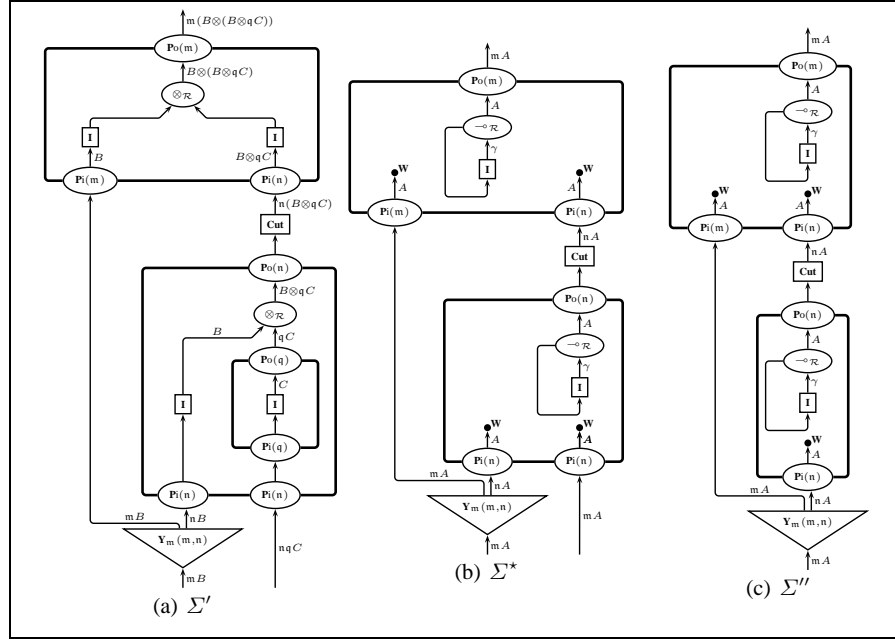 m(B⊗(B⊗qC))
Po(m)
B⊗(B⊗qC)
⊗R
I
I
B
B⊗qC
Pi(m)
Pi(n)
n(B⊗qC)
Cut
Po(n)
B⊗qC
⊗R
B
qC
Po(q)
C
I
I
Pi(q)
Pi(n)
Pi(n)
mB
nB
Ym(m,n)
nqC
mB
(a) Σ′
mA
Po(m)
A
⊸R
γ
I
W
W
A
A
Pi(m)
Pi(n)
nA
Cut
Po(n)
A
⊸R
γ
I
W
W
A
A
Pi(n)
Pi(n)
mA
nA
Ym(m,n)
mA
mA
(b) Σ⋆
mA
Po(m)
A
⊸R
γ
I
W
W
A
A
Pi(m)
Pi(n)
nA
Cut
Po(n)
A
⊸R
γ
I
W
A
Pi(n)
mA
nA
Ym(m,n)
mA
(c) Σ″